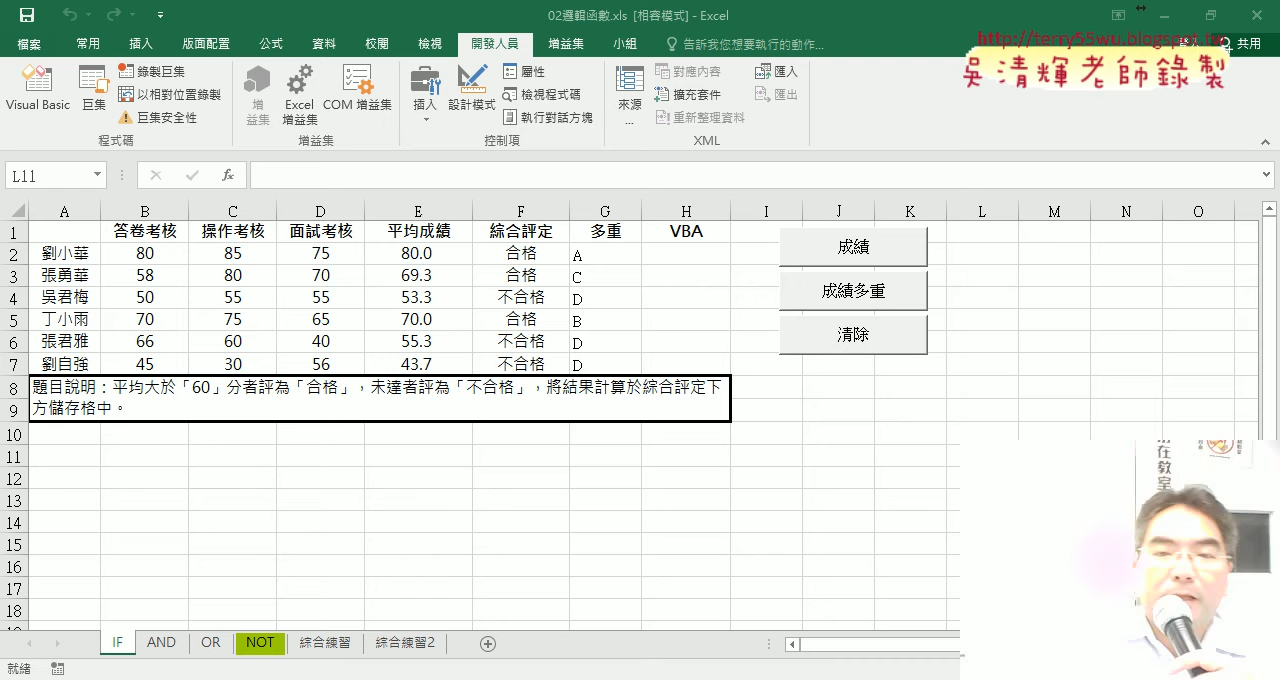 02邏輯函數.xls [相容模式] - Excel
檔案 常用 插入 版面配置 公式 資料 校閱 檢視 開發人員 增益集 小組 告訴我您想要執行的動作... 登入 共用
http://terry55wu.blogspot.tw
吳清輝老師錄製
Visual Basic 巨集 錄製巨集 以相對位置錄製 巨集安全性
增益集 Excel 增益集 COM 增益集
插入 設計模式 屬性 檢視程式碼 執行對話方塊
來源... 對應內容 擴充套件 重新整理資料 匯入 匯出
程式碼 增益集 控制項 XML
L11 fx
A B C D E F G H I J K L M N O
1 答卷考核 操作考核 面試考核 平均成績 綜合評定 多重 VBA
2 劉小華 80 85 75 80.0 合格 A
3 張勇華 58 80 70 69.3 合格 C
4 吳君梅 50 55 55 53.3 不合格 D
5 丁小雨 70 75 65 70.0 合格 B
6 張君雅 66 60 40 55.3 不合格 D
7 劉自強 45 30 56 43.7 不合格 D
成績
成績多重
清除
8 題目說明：平均大於「60」分者評為「合格」，未達者評為「不合格」，將結果計算於綜合評定下
9 方儲存格中。
10
11
12
13
14
15
16
17
18
在教室
IF AND OR NOT 綜合練習 綜合練習2
就緒